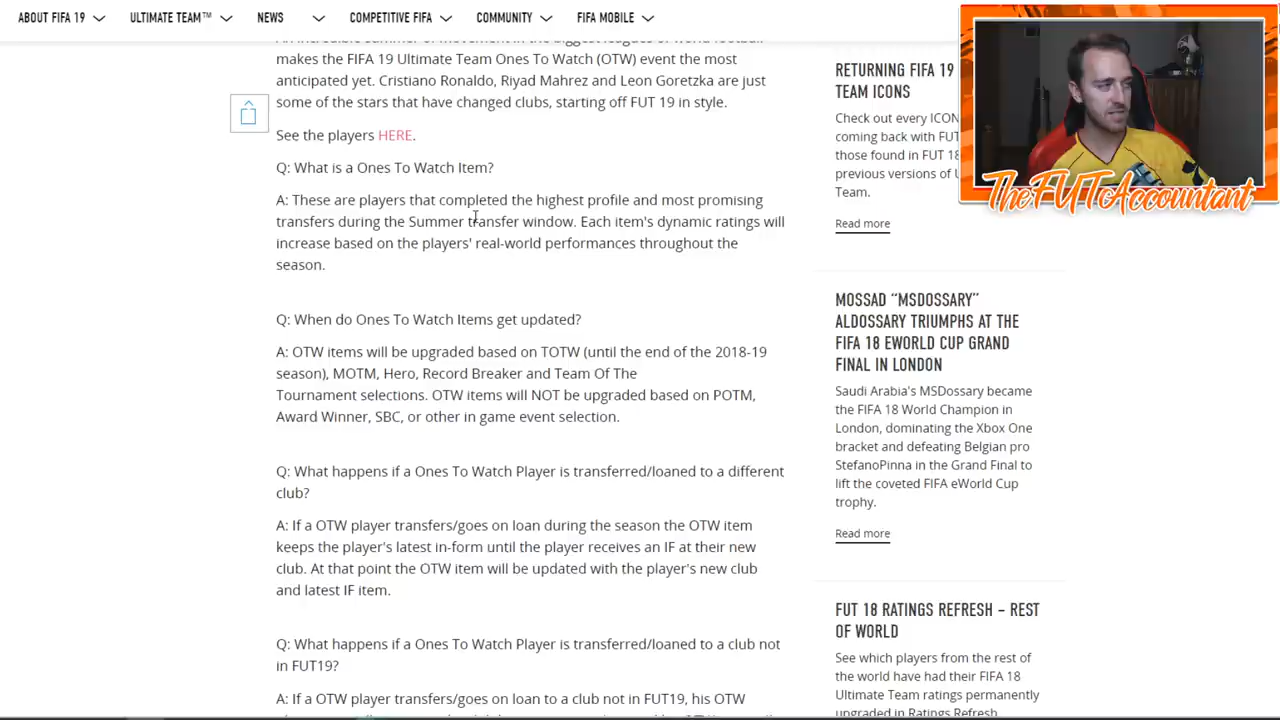 ABOUT FIFA 19
ULTIMATE TEAM™
NEWS
COMPETITIVE FIFA
COMMUNITY
FIFA MOBILE
An incredible summer of movement in the biggest leagues of world football
makes the FIFA 19 Ultimate Team Ones To Watch (OTW) event the most
anticipated yet. Cristiano Ronaldo, Riyad Mahrez and Leon Goretzka are just
some of the stars that have changed clubs, starting off FUT 19 in style.
See the players HERE.
Q: What is a Ones To Watch Item?
A: These are players that completed the highest profile and most promising
transfers during the Summer transfer window. Each item's dynamic ratings will
increase based on the players' real-world performances throughout the
season.
Q: When do Ones To Watch Items get updated?
A: OTW items will be upgraded based on TOTW (until the end of the 2018-19
season), MOTM, Hero, Record Breaker and Team Of The
Tournament selections. OTW items will NOT be upgraded based on POTM,
Award Winner, SBC, or other in game event selection.
Q: What happens if a Ones To Watch Player is transferred/loaned to a different
club?
A: If a OTW player transfers/goes on loan during the season the OTW item
keeps the player's latest in-form until the player receives an IF at their new
club. At that point the OTW item will be updated with the player's new club
and latest IF item.
Q: What happens if a Ones To Watch Player is transferred/loaned to a club not
in FUT19?
A: If a OTW player transfers/goes on loan to a club not in FUT19, his OTW
RETURNING FIFA 19
TEAM ICONS
Check out every ICON
coming back with FUT
those found in FUT 18
previous versions of U
Team.
Read more
TheFUTAccountant
MOSSAD “MSDOSSARY”
ALDOSSARY TRIUMPHS AT THE
FIFA 18 EWORLD CUP GRAND
FINAL IN LONDON
Saudi Arabia's MSDossary became
the FIFA 18 World Champion in
London, dominating the Xbox One
bracket and defeating Belgian pro
StefanoPinna in the Grand Final to
lift the coveted FIFA eWorld Cup
trophy.
Read more
FUT 18 RATINGS REFRESH – REST
OF WORLD
See which players from the rest of
the world have had their FIFA 18
Ultimate Team ratings permanently
upgraded in Ratings Refresh